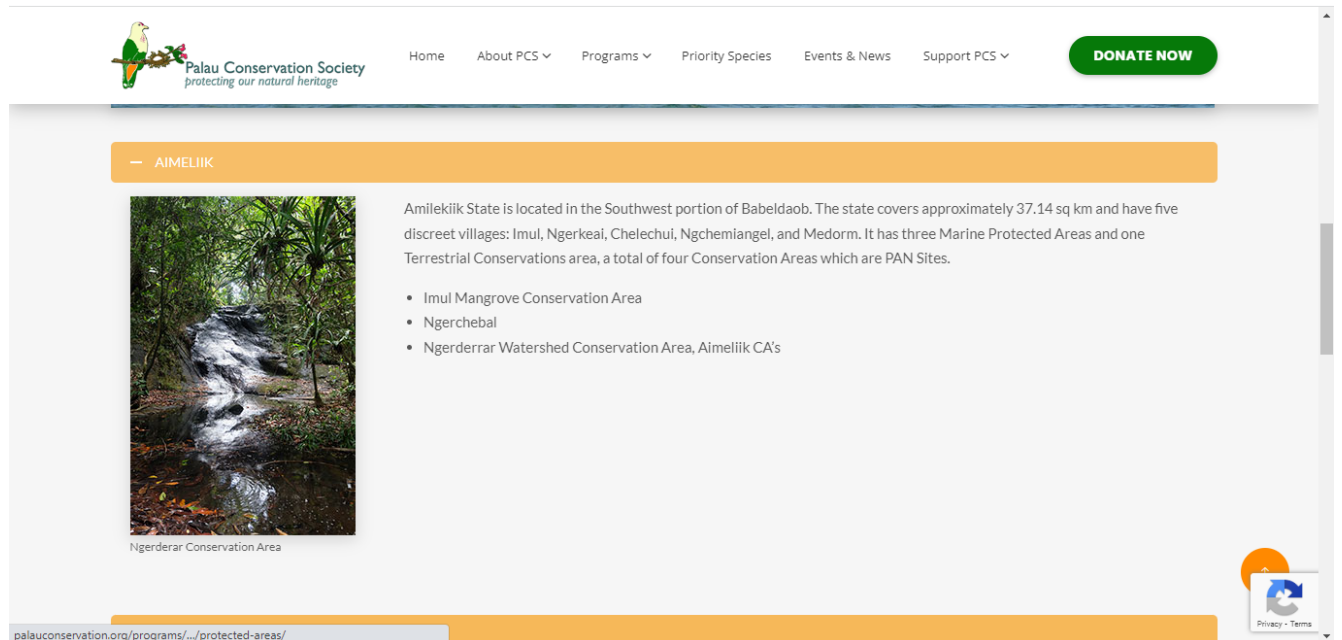 Palau Conservation Society
protecting our natural heritage
Home
About PCS
Programs
Priority Species
Events & News
Support PCS
DONATE NOW
AIMELIIK
Amilekiik State is located in the Southwest portion of Babeldaob. The state covers approximately 37.14 sq km and have five
discreet villages: Imul, Ngerkeai, Chelechui, Ngchemiangel, and Medorm. It has three Marine Protected Areas and one
Terrestrial Conservations area, a total of four Conservation Areas which are PAN Sites.
Imul Mangrove Conservation Area
Ngerchebal
Ngerderrar Watershed Conservation Area, Aimeliik CA’s
Ngerderar Conservation Area
Privacy - Terms
palauconservation.org/programs/.../protected-areas/